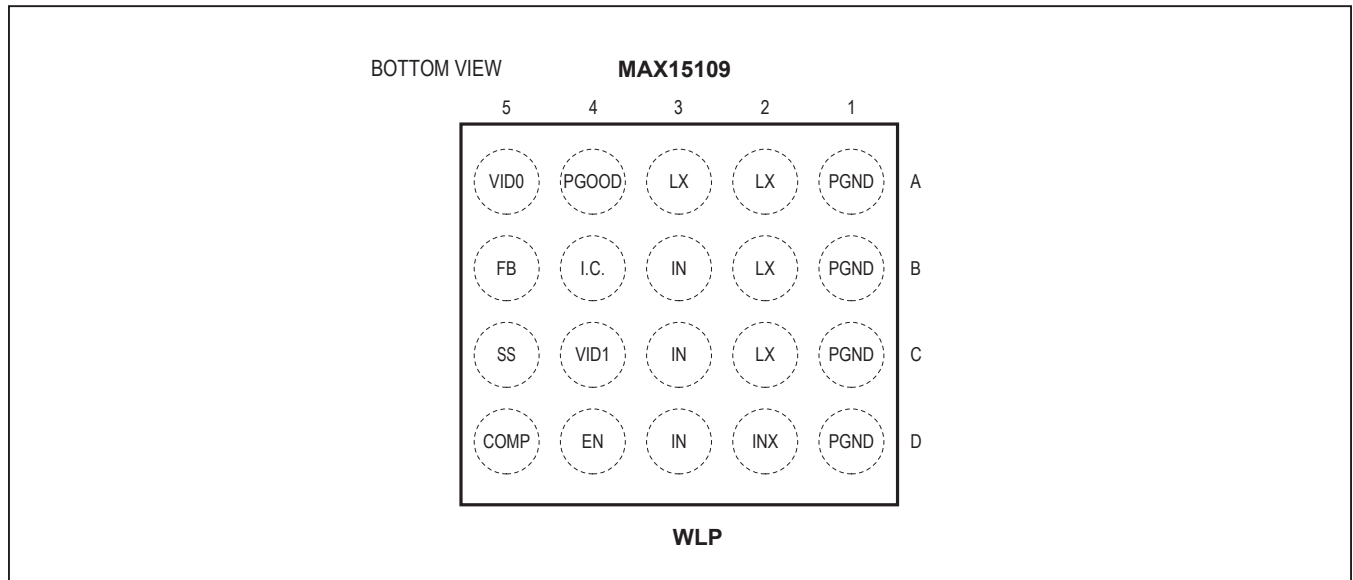 BOTTOM VIEW MAX15109
5 4 3 2 1
VID0 PGOOD LX LX PGND A
FB I.C. IN LX PGND B
SS VID1 IN LX PGND C
COMP EN IN INX PGND D
WLP